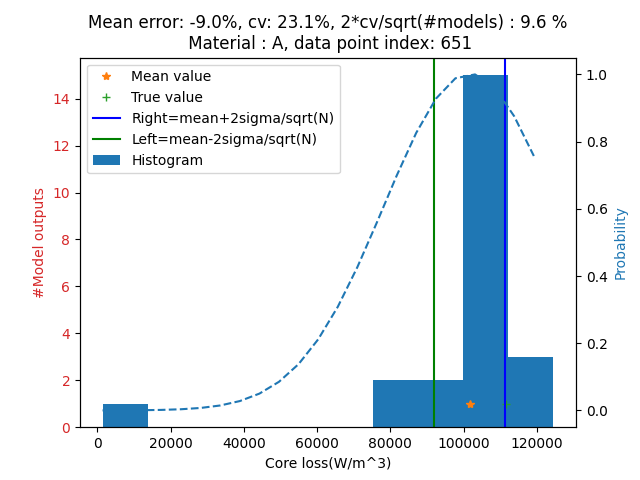 Mean error: -9.0%, cv: 23.1%, 2*cv/sqrt(#models) : 9.6 %
Material : A, data point index: 651
Mean value
True value
Right=mean+2sigma/sqrt(N)
Left=mean-2sigma/sqrt(N)
Histogram
14
12
10
8
6
4
2
0
#Model outputs
1.0
0.8
0.6
0.4
0.2
0.0
Probability
0 20000 40000 60000 80000 100000 120000
Core loss(W/m^3)